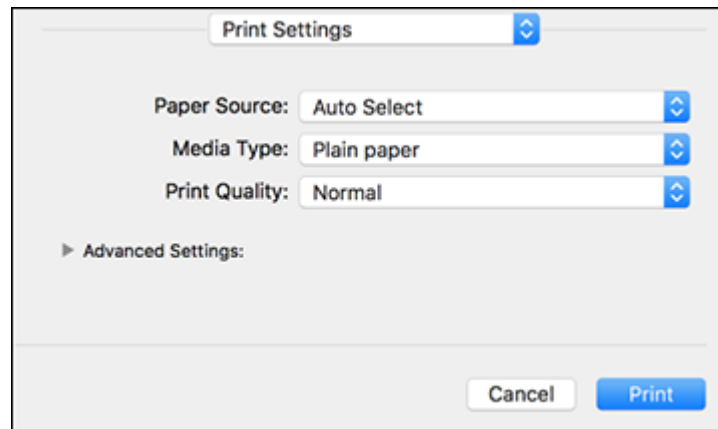 Print Settings
Paper Source: Auto Select
Media Type: Plain paper
Print Quality: Normal
Advanced Settings:
Cancel Print